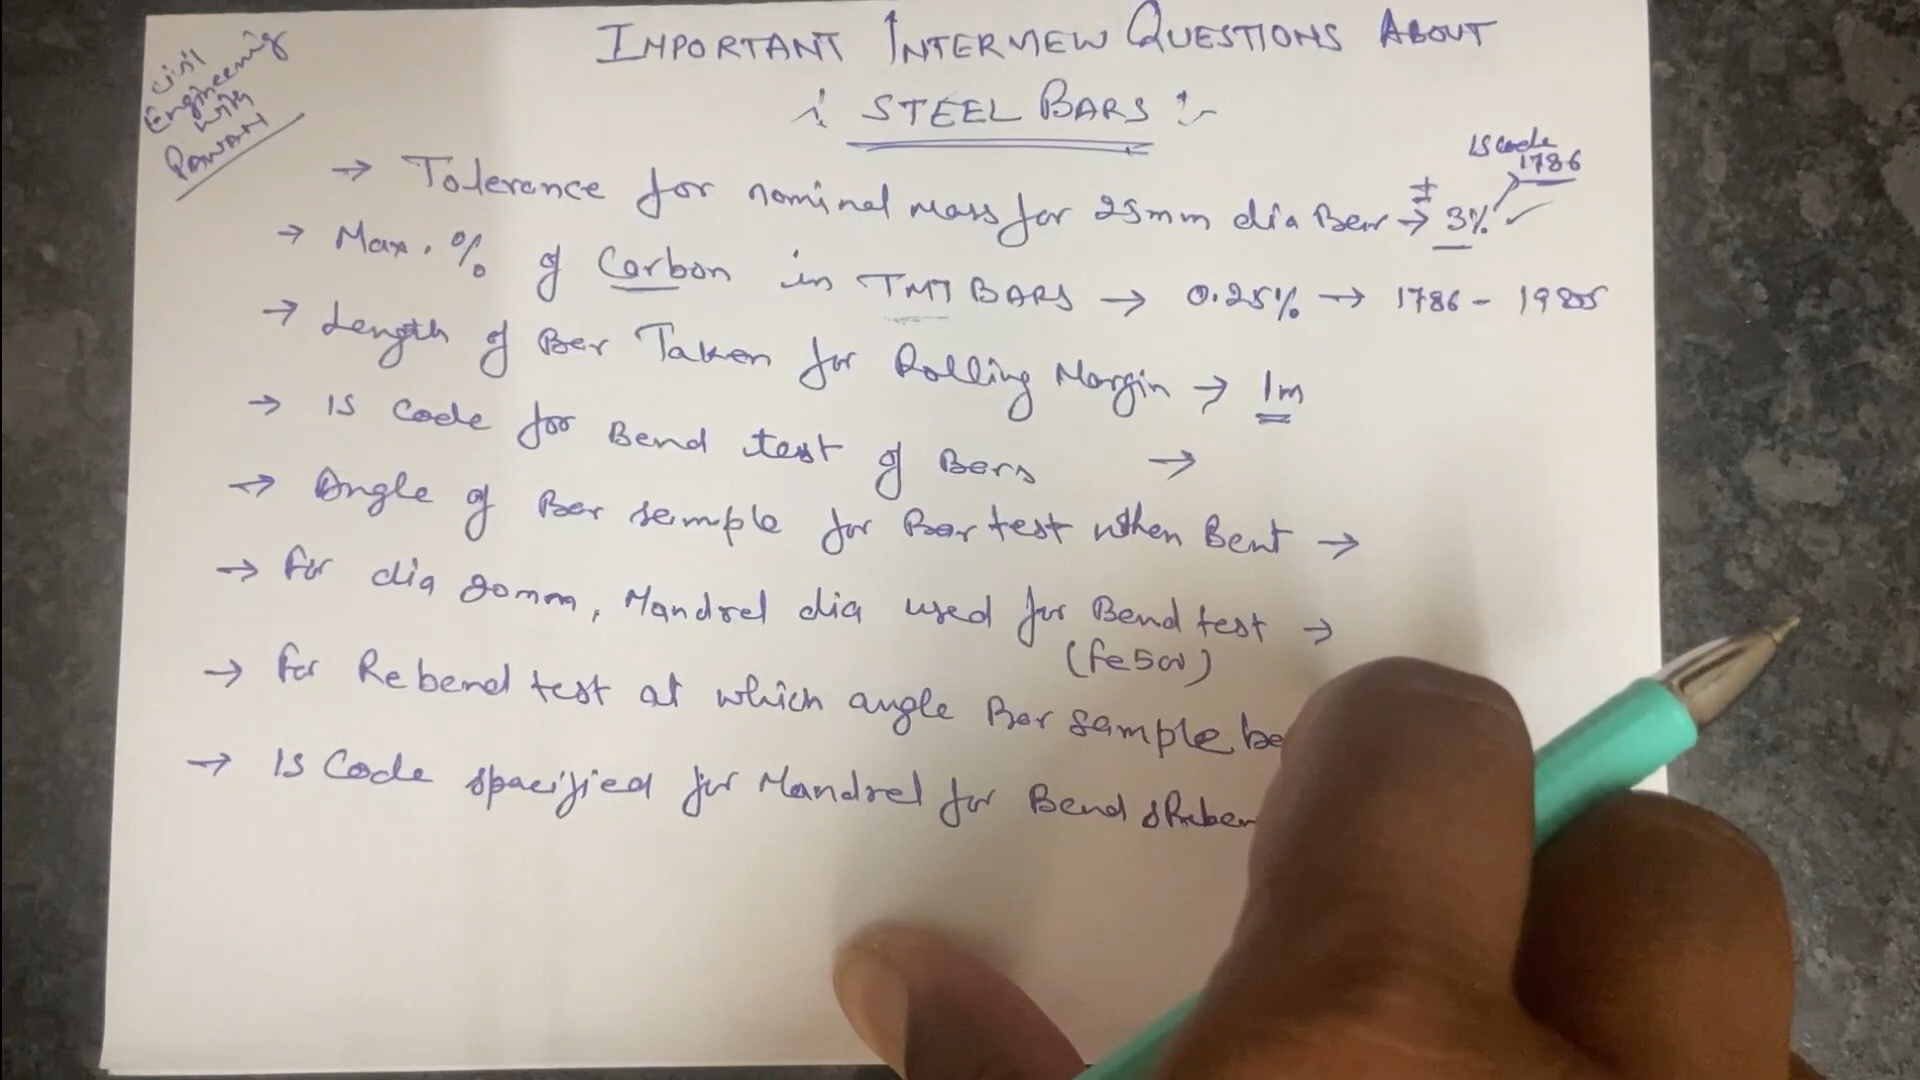 Civil
Engineering
with
PAWAN
IMPORTANT INTERVIEW QUESTIONS ABOUT
STEEL BARS :-
IS code
1786
→ Tolerance for nominal mass for 25mm dia Bar → ± 3%
→ Max. % of Carbon in TMT BARS → 0.25% → 1786 - 1985
→ Length of Bar Taken for Rolling Margin → 1m
→ IS Code for Bend test of Bars →
→ Angle of Bar sample for Bar test when Bent →
→ for dia 20mm, Mandrel dia used for Bend test →
(fe500)
→ for Rebend test at which angle Bar sample be
→ IS Code specified for Mandrel for Bend & Reben